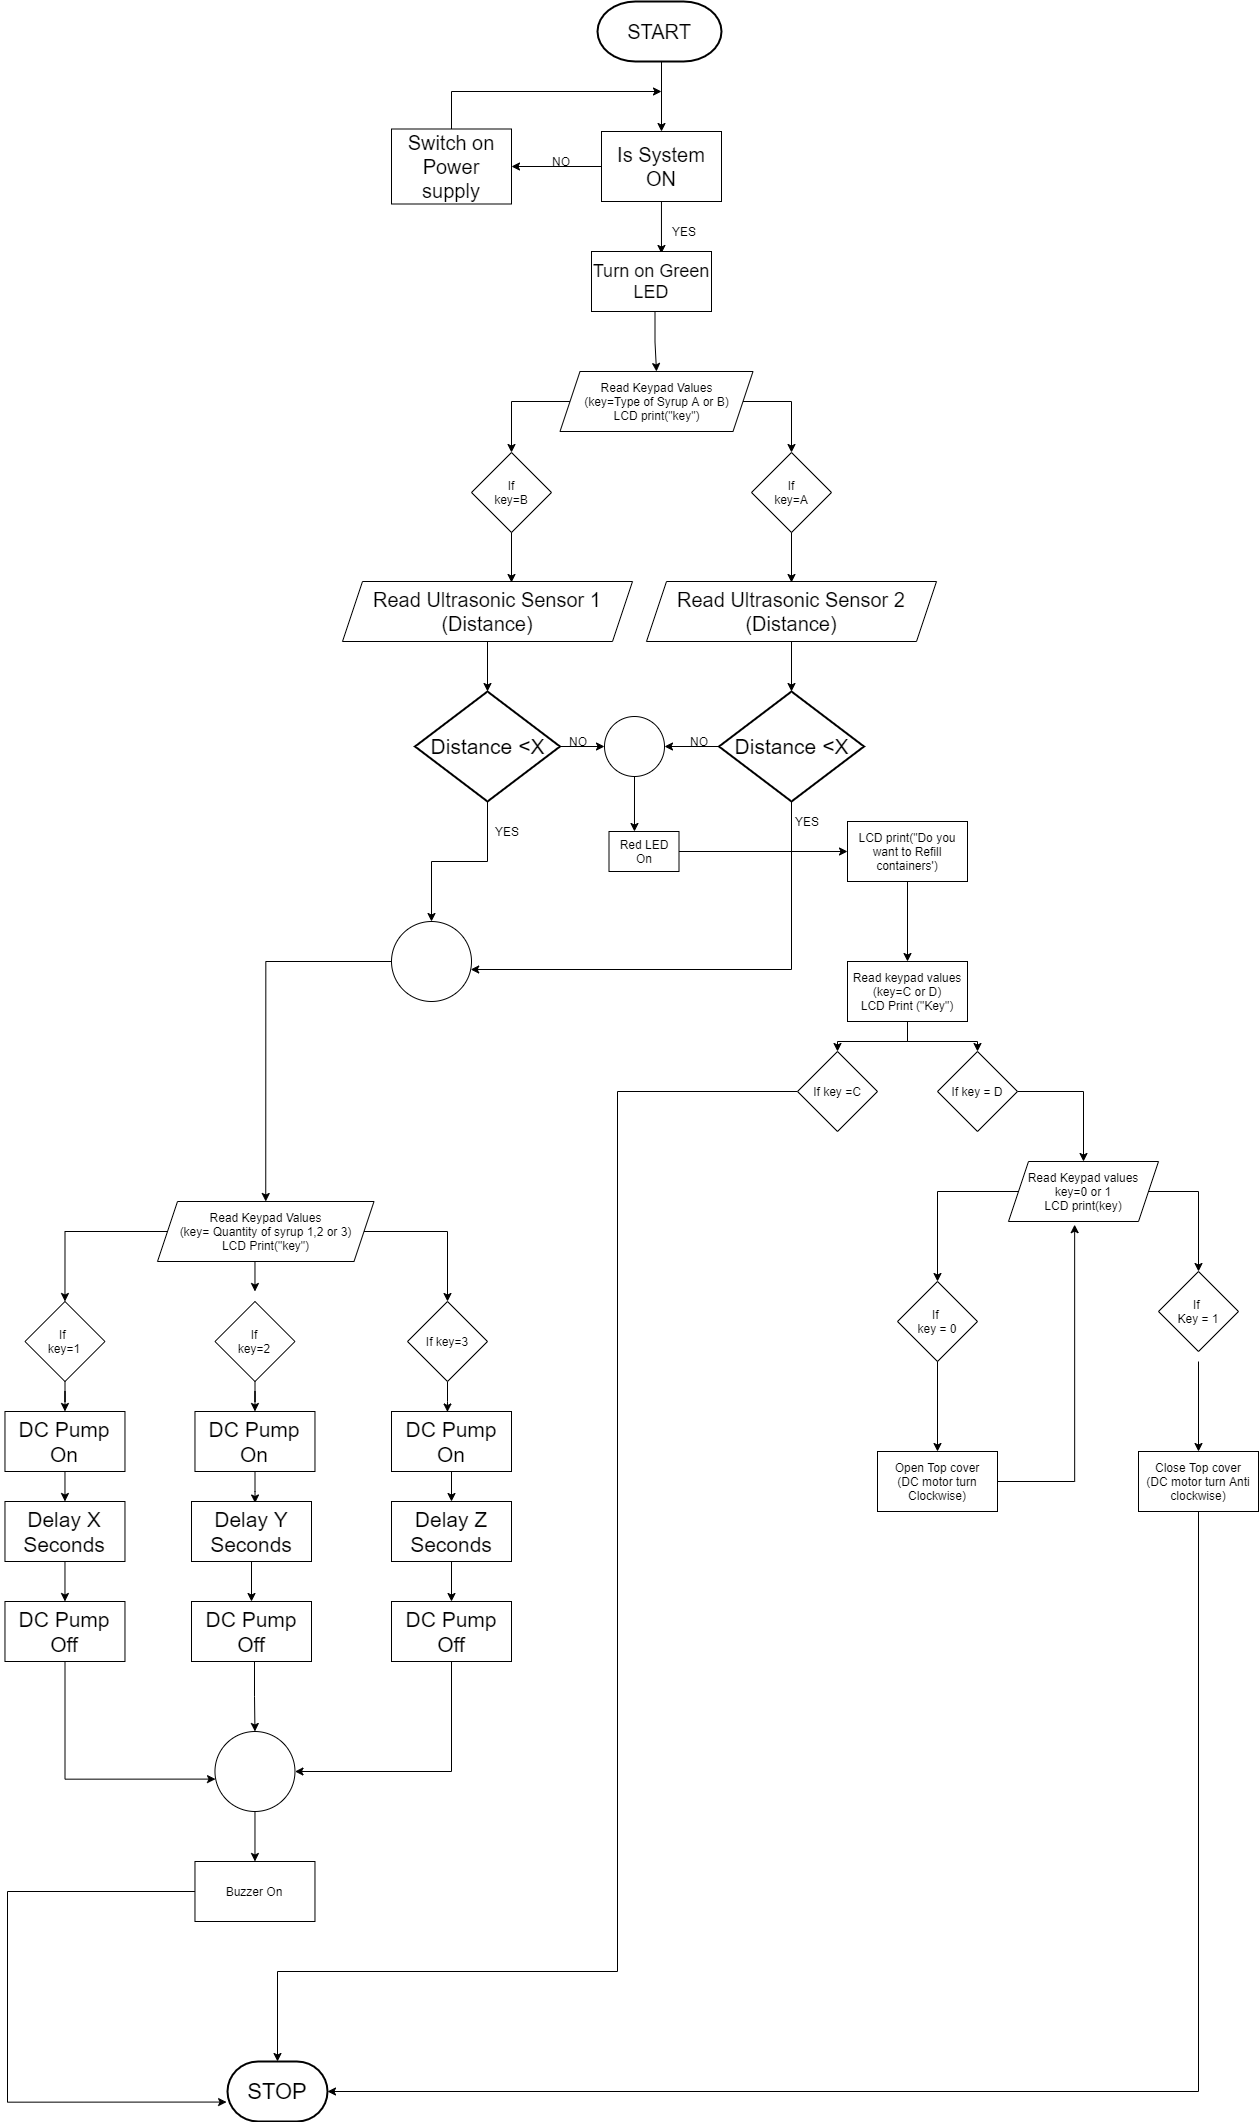 START
Switch on
Power
supply
NO
Is System
ON
YES
Turn on Green
LED
Read Keypad Values
(key=Type of Syrup A or B)
LCD print("key")
If
key=B
If
key=A
Read Ultrasonic Sensor 1
(Distance)
Read Ultrasonic Sensor 2
(Distance)
Distance <X
NO
NO
Distance <X
YES
YES
Red LED
On
LCD print("Do you
want to Refill
containers')
Read keypad values
(key=C or D)
LCD Print ("Key")
If key =C
If key = D
Read Keypad values
key=0 or 1
LCD print(key)
If
key = 0
If
Key = 1
Open Top cover
(DC motor turn
Clockwise)
Close Top cover
(DC motor turn Anti
clockwise)
Read Keypad Values
(key= Quantity of syrup 1,2 or 3)
LCD Print("key")
If
key=1
If
key=2
If key=3
DC Pump
On
DC Pump
On
DC Pump
On
Delay X
Seconds
Delay Y
Seconds
Delay Z
Seconds
DC Pump
Off
DC Pump
Off
DC Pump
Off
Buzzer On
STOP